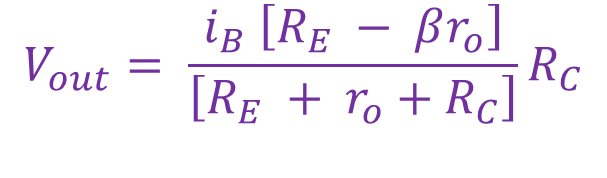 V_out = i_B [R_E − βr_o] / [R_E + r_o + R_C] R_C